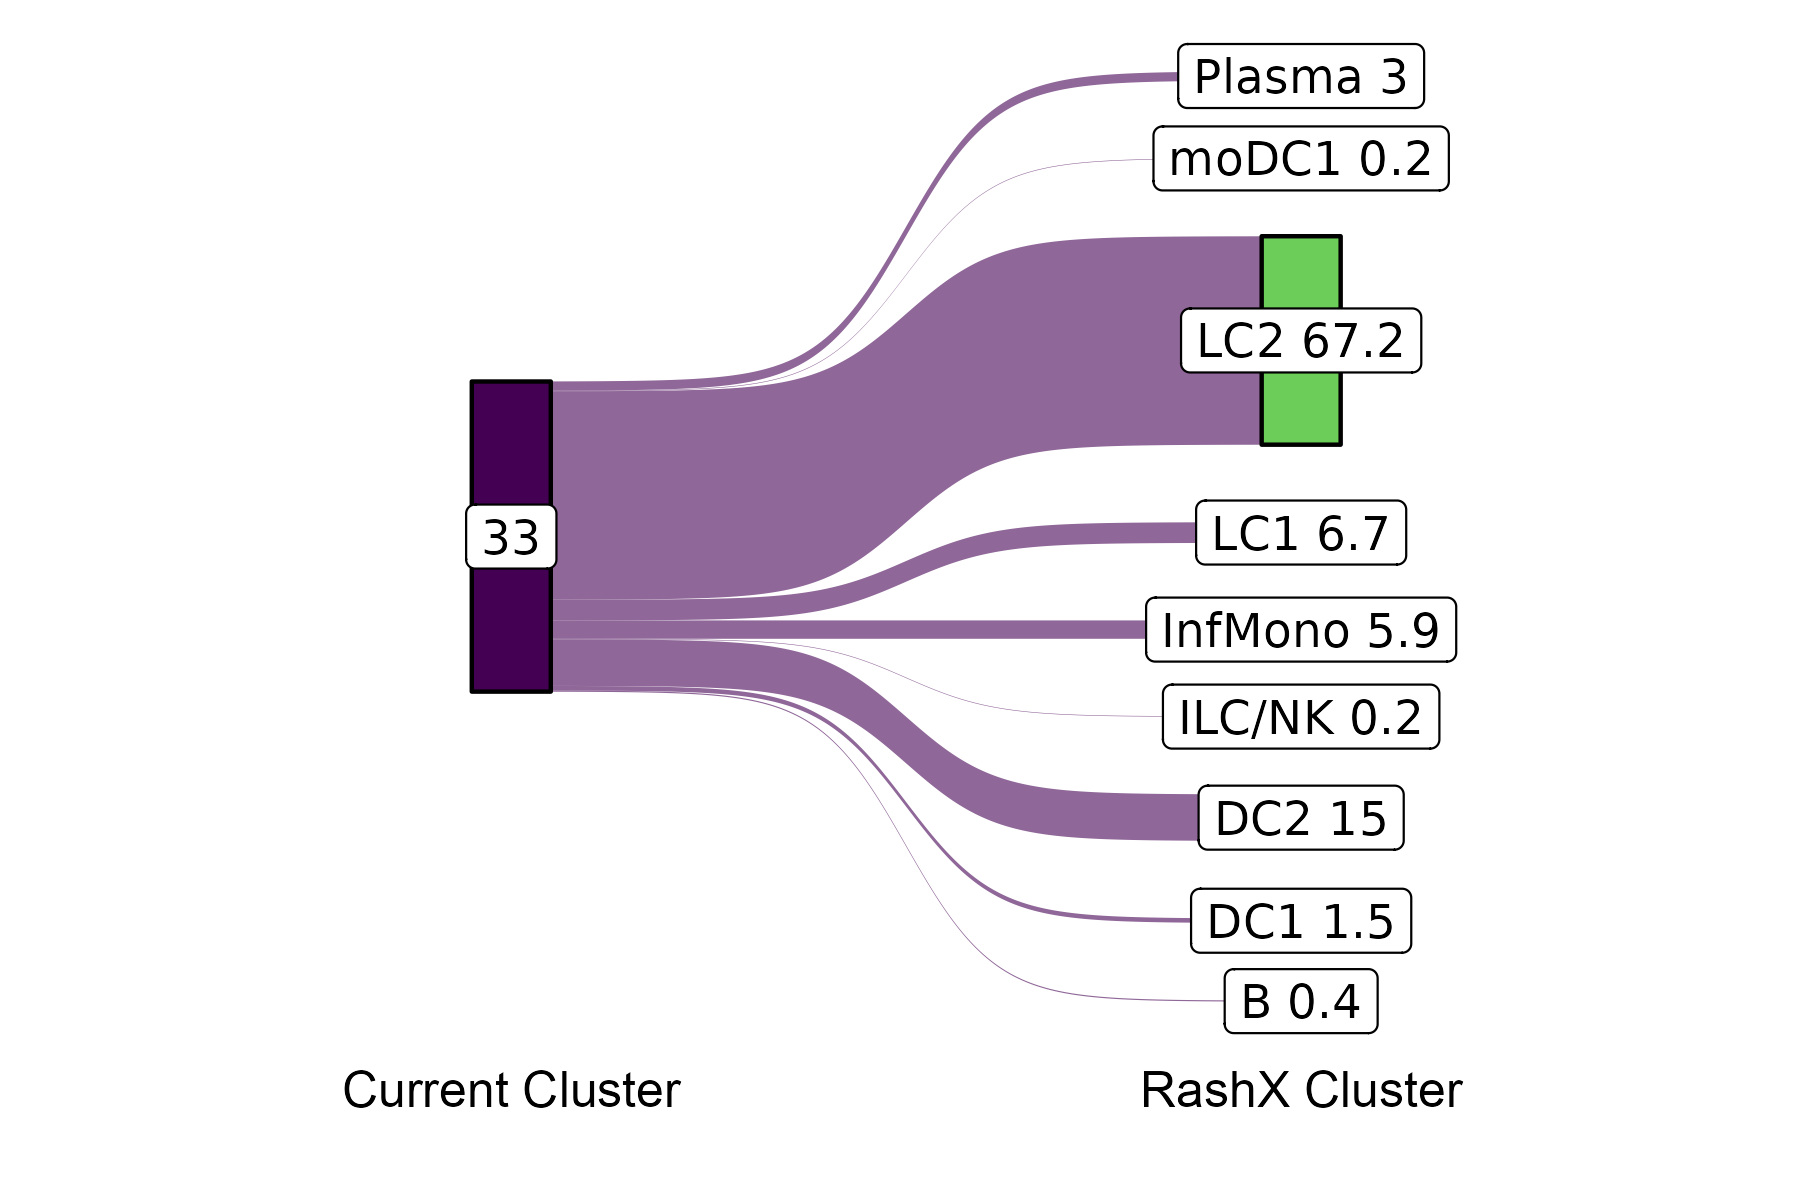 Plasma 3
moDC1 0.2
LC2 67.2
33
LC1 6.7
InfMono 5.9
ILC/NK 0.2
DC2 15
DC1 1.5
B 0.4
Current Cluster
RashX Cluster